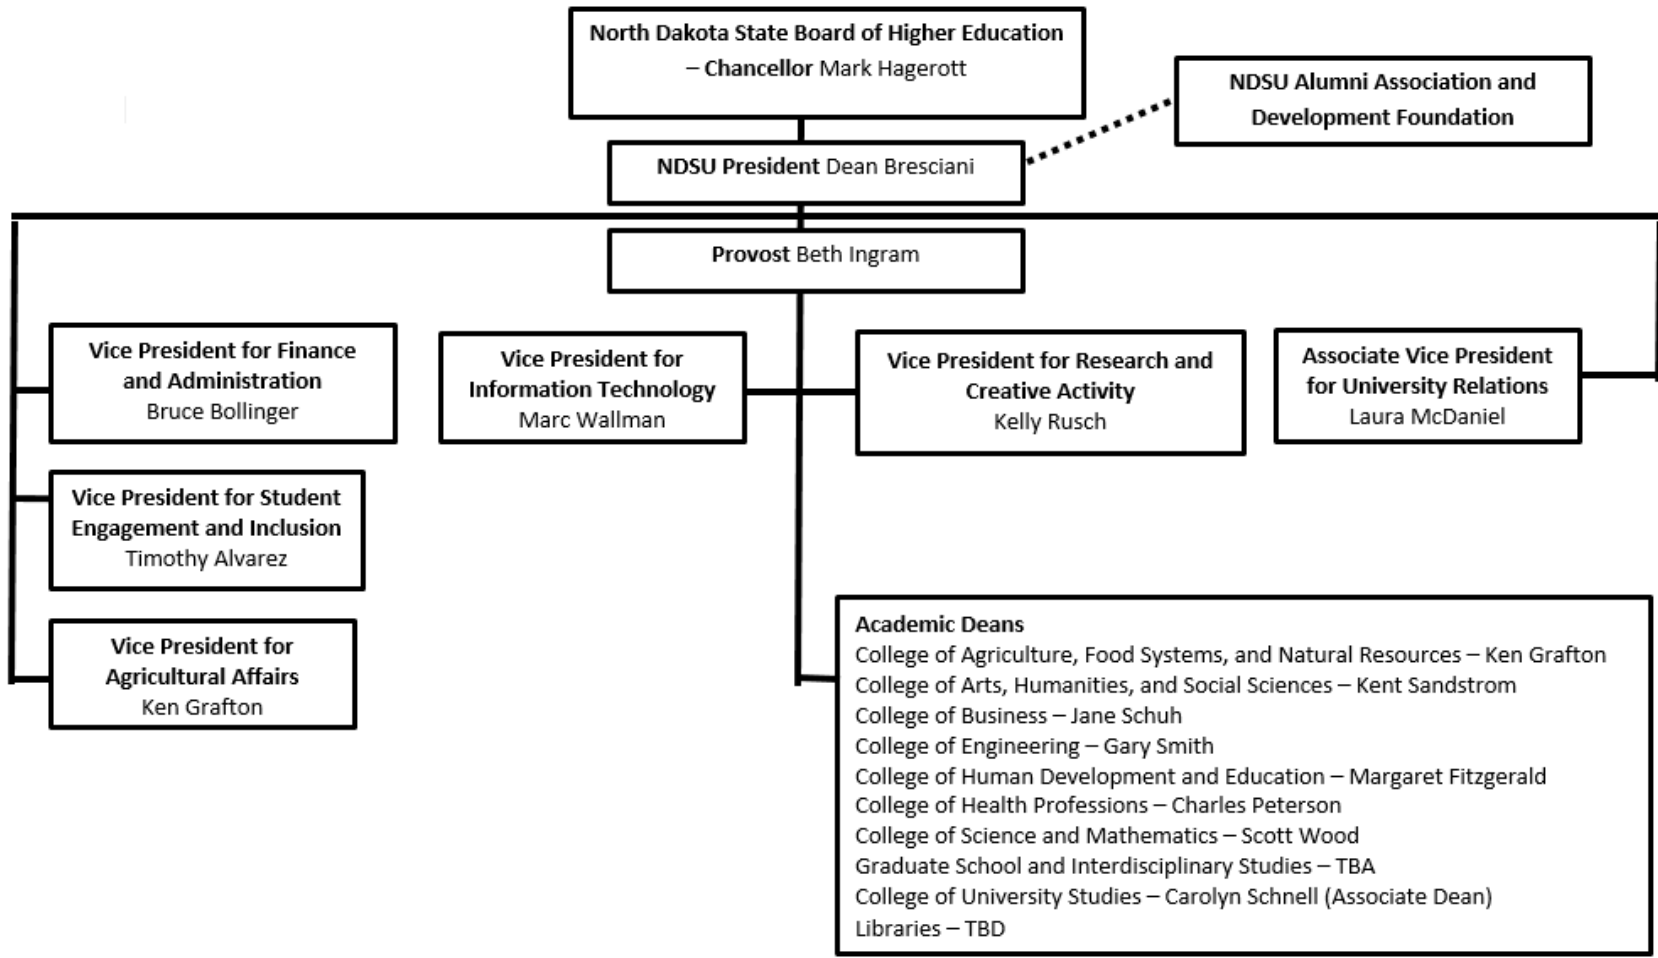 North Dakota State Board of Higher Education
– Chancellor Mark Hagerott
NDSU Alumni Association and
Development Foundation
NDSU President Dean Bresciani
Provost Beth Ingram
Vice President for Finance
and Administration
Bruce Bollinger
Vice President for
Information Technology
Marc Wallman
Vice President for Research and
Creative Activity
Kelly Rusch
Associate Vice President
for University Relations
Laura McDaniel
Vice President for Student
Engagement and Inclusion
Timothy Alvarez
Vice President for
Agricultural Affairs
Ken Grafton
Academic Deans
College of Agriculture, Food Systems, and Natural Resources – Ken Grafton
College of Arts, Humanities, and Social Sciences – Kent Sandstrom
College of Business – Jane Schuh
College of Engineering – Gary Smith
College of Human Development and Education – Margaret Fitzgerald
College of Health Professions – Charles Peterson
College of Science and Mathematics – Scott Wood
Graduate School and Interdisciplinary Studies – TBA
College of University Studies – Carolyn Schnell (Associate Dean)
Libraries – TBD